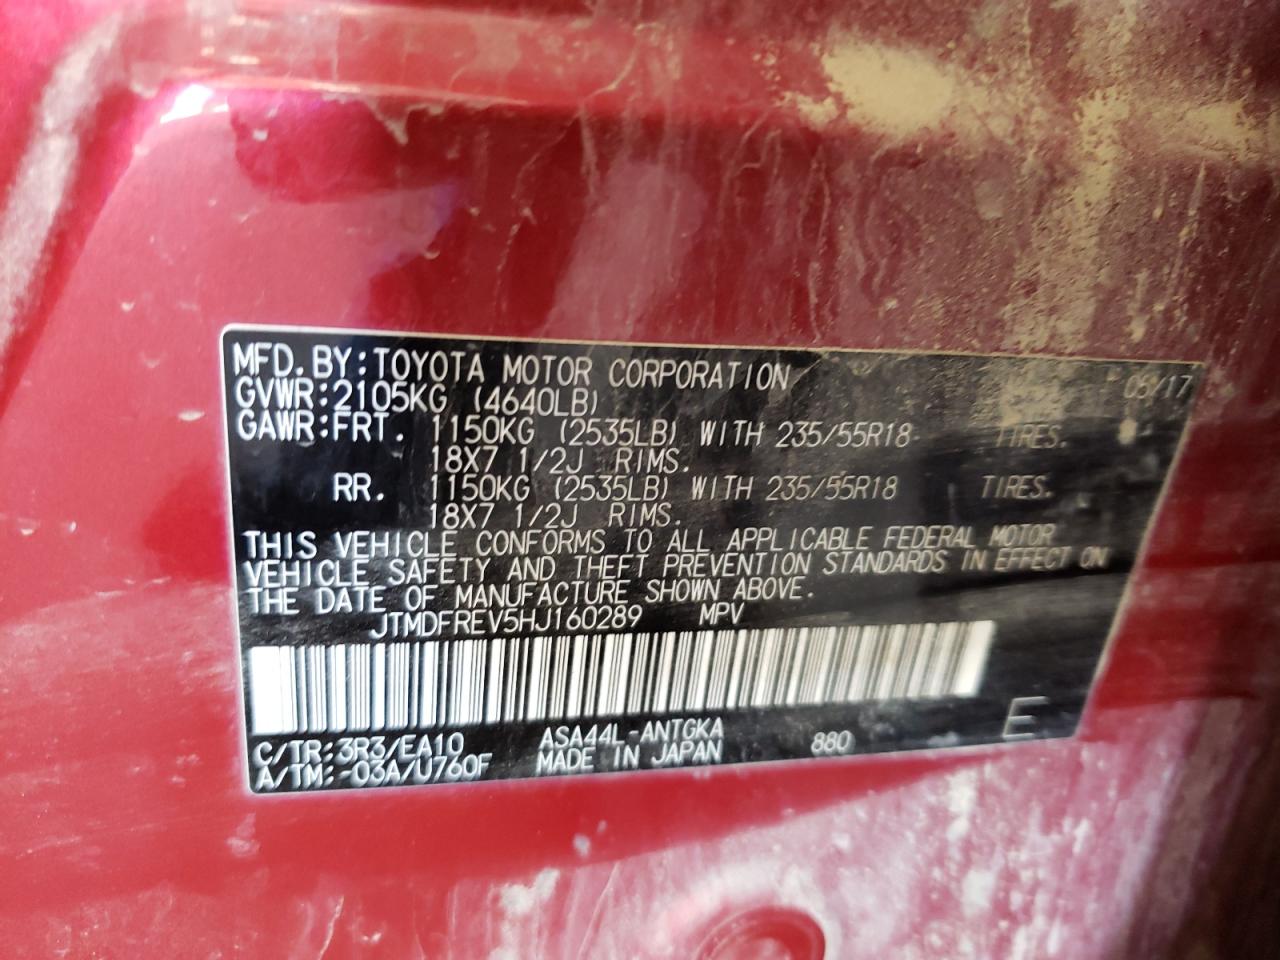 MFD.BY:TOYOTA MOTOR CORPORATION 05/17
GVWR:2105KG (4640LB)
GAWR:FRT. 1150KG (2535LB) WITH 235/55R18 TIRES.
18X7 1/2J RIMS.
RR. 1150KG (2535LB) WITH 235/55R18 TIRES.
18X7 1/2J RIMS.
THIS VEHICLE CONFORMS TO ALL APPLICABLE FEDERAL MOTOR
VEHICLE SAFETY AND THEFT PREVENTION STANDARDS IN EFFECT ON
THE DATE OF MANUFACTURE SHOWN ABOVE.
JTMDFREV5HJ160289 MPV
C/TR:3R3/EA10 ASA44L-ANTGKA 880 E
A/TM:-03A/U760F MADE IN JAPAN